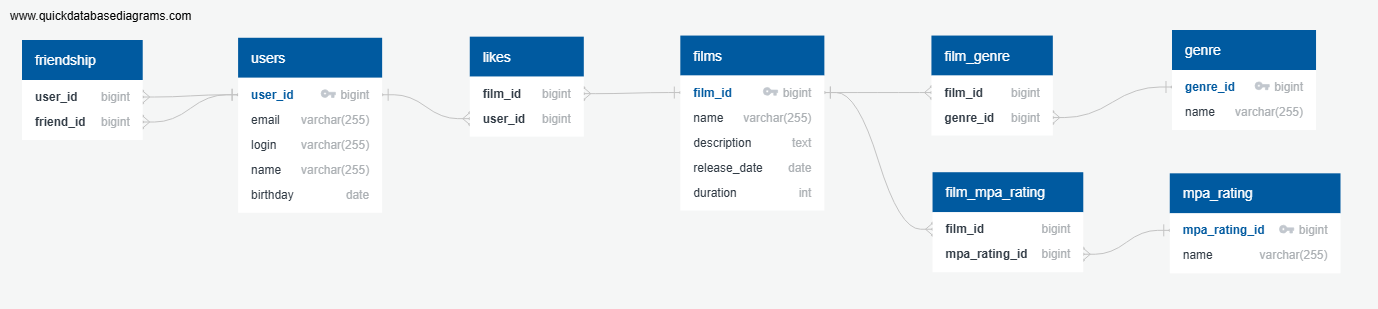 www.quickdatabasediagrams.com
friendship
user_id bigint
friend_id bigint
users
user_id bigint
email varchar(255)
login varchar(255)
name varchar(255)
birthday date
likes
film_id bigint
user_id bigint
films
film_id bigint
name varchar(255)
description text
release_date date
duration int
film_genre
film_id bigint
genre_id bigint
genre
genre_id bigint
name varchar(255)
film_mpa_rating
film_id bigint
mpa_rating_id bigint
mpa_rating
mpa_rating_id bigint
name varchar(255)